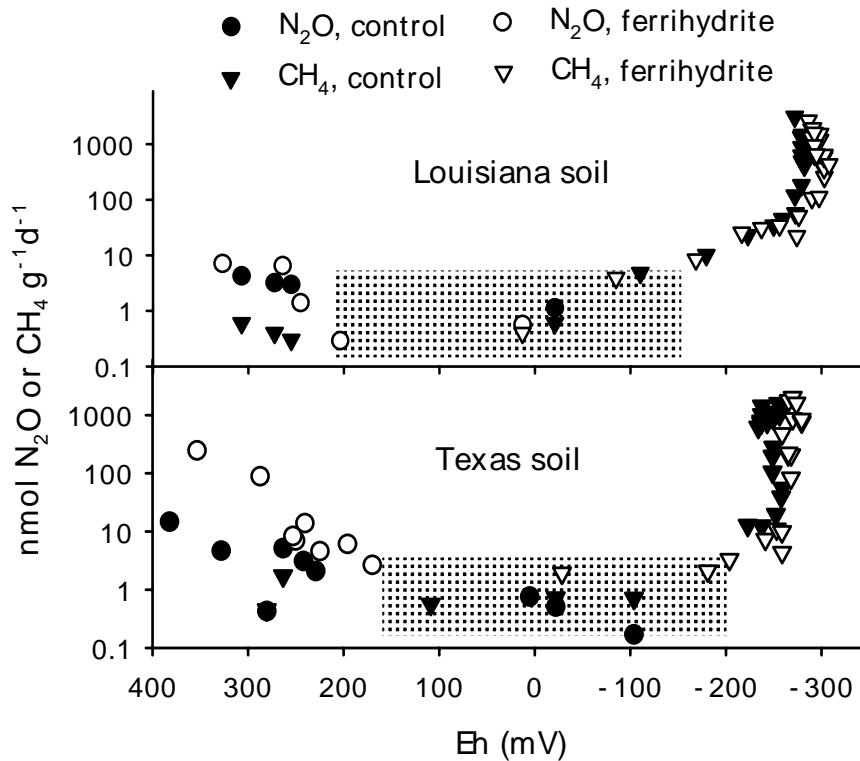 N₂O, control N₂O, ferrihydrite
CH₄, control CH₄, ferrihydrite
1000
100
10
1
0.1
Louisiana soil
nmol N₂O or CH₄ g⁻¹d⁻¹
1000
100
10
1
0.1
Texas soil
400 300 200 100 0 -100 -200 -300
Eh (mV)